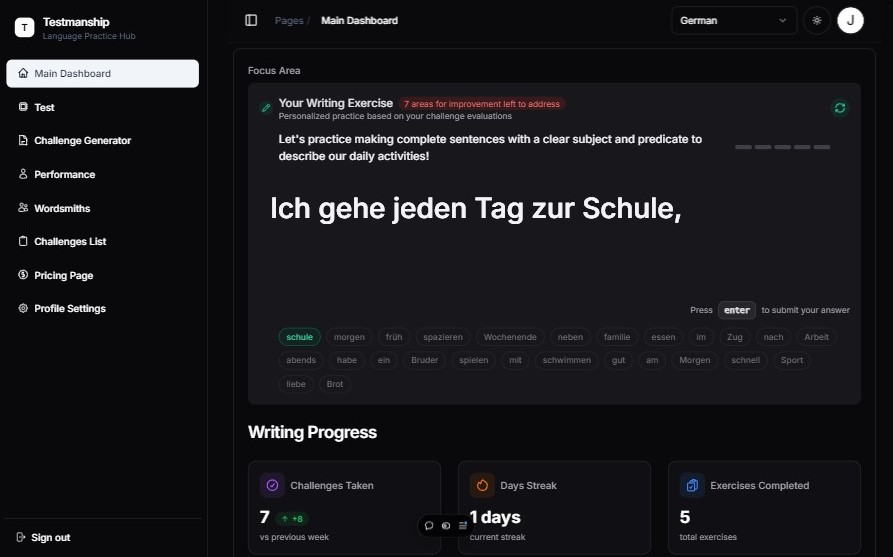 T
Testmanship
Language Practice Hub
Main Dashboard
Test
Challenge Generator
Performance
Wordsmiths
Challenges List
Pricing Page
Profile Settings
Sign out
Pages / Main Dashboard
German
J
Focus Area
Your Writing Exercise 7 areas for improvement left to address
Personalized practice based on your challenge evaluations
Let's practice making complete sentences with a clear subject and predicate to
describe our daily activities!
Ich gehe jeden Tag zur Schule,
Press enter to submit your answer
schule morgen früh spazieren Wochenende neben familie essen im Zug nach Arbeit
abends habe ein Bruder spielen mit schwimmen gut am Morgen schnell Sport
liebe Brot
Writing Progress
Challenges Taken
7 ↑ +8
vs previous week
Days Streak
1 days
current streak
Exercises Completed
5
total exercises